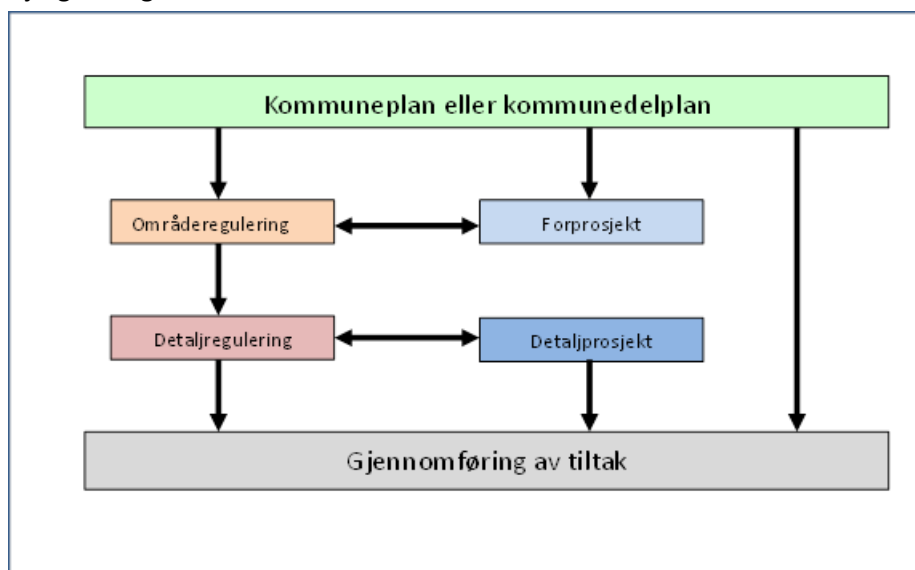 Kommuneplan eller kommunedelplan
Områderegulering
Forprosjekt
Detaljregulering
Detaljprosjekt
Gjennomføring av tiltak